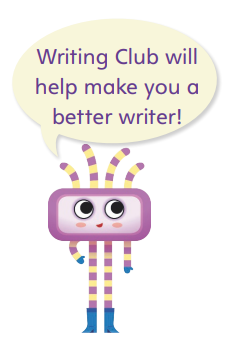 Writing Club will
help make you a
better writer!